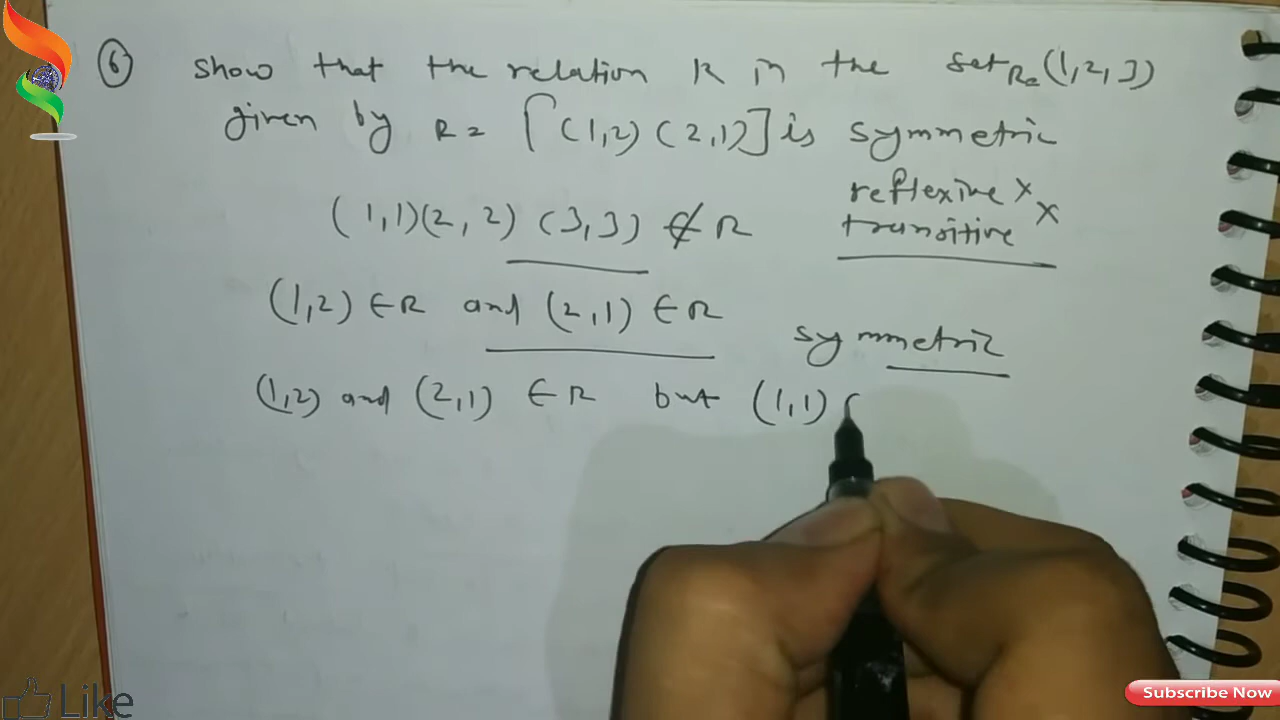 6 show that the relation R in the set R= (1,2,3)
given by R= [(1,2) (2,1)] is symmetric
reflexive x
(1,1)(2,2) (3,3) ∉ R transitive x
(1,2) ∈ R and (2,1) ∈ R
symmetric
(1,2) and (2,1) ∈ R but (1,1)
Like
Subscribe Now